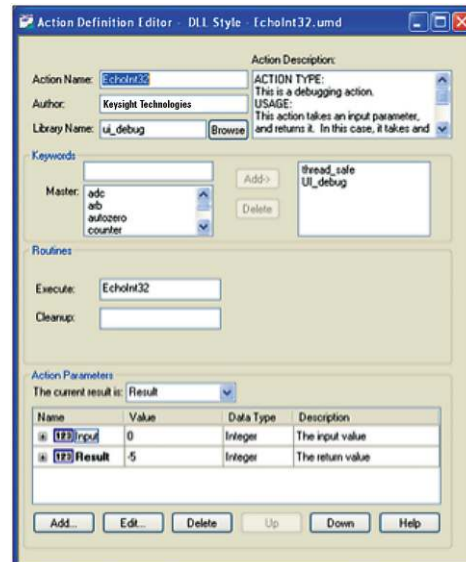 Action Definition Editor - DLL Style - EchoInt32.umd
Action Description:
Action Name: EchoInt32
ACTION TYPE:
This is a debugging action.
USAGE:
This action takes an input parameter,
and returns it. In this case, it takes and
Author: Keysight Technologies
Library Name: ui_debug Browse
Keywords
Master:
adc
arb
autozero
counter
Add->
Delete
thread_safe
UI_debug
Routines
Execute: EchoInt32
Cleanup:
Action Parameters
The current result is: Result
Name Value Data Type Description
123 Input 0 Integer The input value
123 Result -5 Integer The return value
Add... Edit... Delete Up Down Help